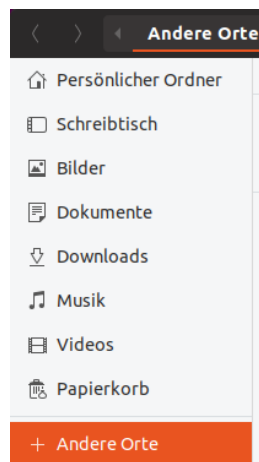 Andere Orte
Persönlicher Ordner
Schreibtisch
Bilder
Dokumente
Downloads
Musik
Videos
Papierkorb
Andere Orte